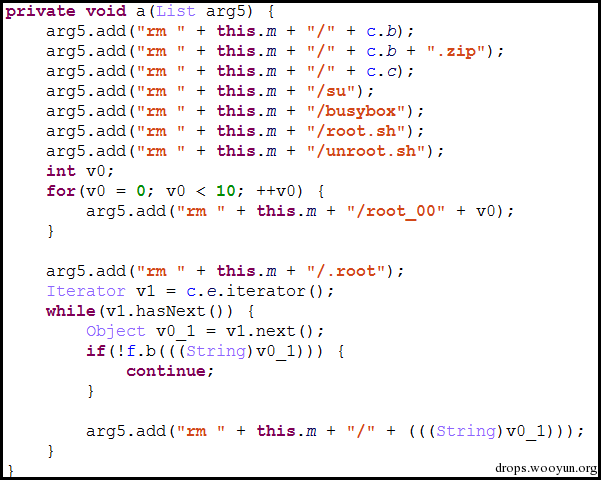 private void a(List arg5) {
    arg5.add("rm " + this.m + "/" + c.b);
    arg5.add("rm " + this.m + "/" + c.b + ".zip");
    arg5.add("rm " + this.m + "/" + c.c);
    arg5.add("rm " + this.m + "/su");
    arg5.add("rm " + this.m + "/busybox");
    arg5.add("rm " + this.m + "/root.sh");
    arg5.add("rm " + this.m + "/unroot.sh");
    int v0;
    for(v0 = 0; v0 < 10; ++v0) {
        arg5.add("rm " + this.m + "/root_00" + v0);
    }
    arg5.add("rm " + this.m + "/.root");
    Iterator v1 = c.e.iterator();
    while(v1.hasNext()) {
        Object v0_1 = v1.next();
        if(!f.b(((String)v0_1))) {
            continue;
        }
        arg5.add("rm " + this.m + "/" + (((String)v0_1)));
    }
}
drops.wooyun.org